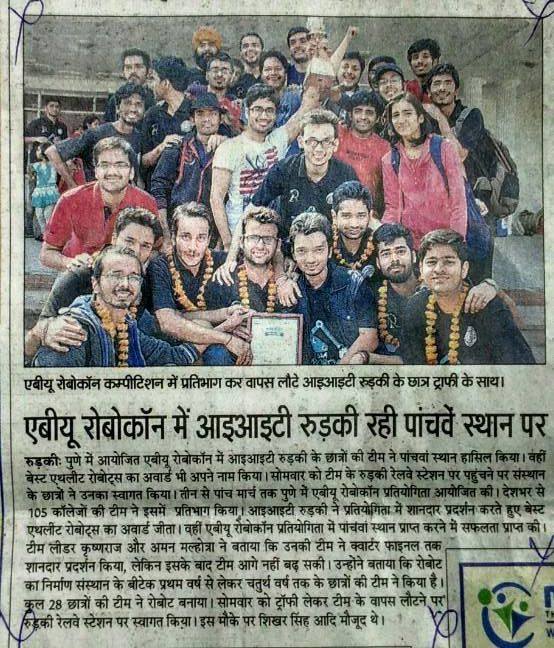 एबीयू रोबोकॉन कम्पीटिशन में प्रतिभाग कर वापस लौटे आइआइटी रुड़की के छात्र ट्राफी के साथ।
एबीयू रोबोकॉन में आइआइटी रुड़की रही पांचवें स्थान पर
रुड़की: पुणे में आयोजित एबीयू रोबोकॉन में आइआइटी रुड़की के छात्रों की टीम ने पांचवां स्थान हासिल किया। वहीं
बेस्ट एथलीट रोबोट्स का अवार्ड भी अपने नाम किया। सोमवार को टीम के रुड़की रेलवे स्टेशन पर पहुंचने पर संस्थान
के छात्रों ने उनका स्वागत किया। तीन से पांच मार्च तक पुणे में एबीयू रोबोकॉन प्रतियोगिता आयोजित की। देशभर से
105 कॉलेजों की टीम ने इसमें प्रतिभाग किया। आइआइटी रुड़की ने प्रतियोगिता में शानदार प्रदर्शन करते हुए बेस्ट
एथलीट रोबोट्स का अवार्ड जीता। वहीं एबीयू रोबोकॉन प्रतियोगिता में पांचवां स्थान प्राप्त करने में सफलता प्राप्त की।
टीम लीडर कृष्णराज और अमन मल्होत्रा ने बताया कि उनकी टीम ने क्वार्टर फाइनल तक
शानदार प्रदर्शन किया, लेकिन इसके बाद टीम आगे नहीं बढ़ सकी। उन्होंने बताया कि रोबोट
का निर्माण संस्थान के बीटेक प्रथम वर्ष से लेकर चतुर्थ वर्ष तक के छात्रों की टीम ने किया है।
कुल 28 छात्रों की टीम ने रोबोट बनाया। सोमवार को ट्रॉफी लेकर टीम के वापस लौटने पर
रुड़की रेलवे स्टेशन पर स्वागत किया। इस मौके पर शिखर सिंह आदि मौजूद थे।